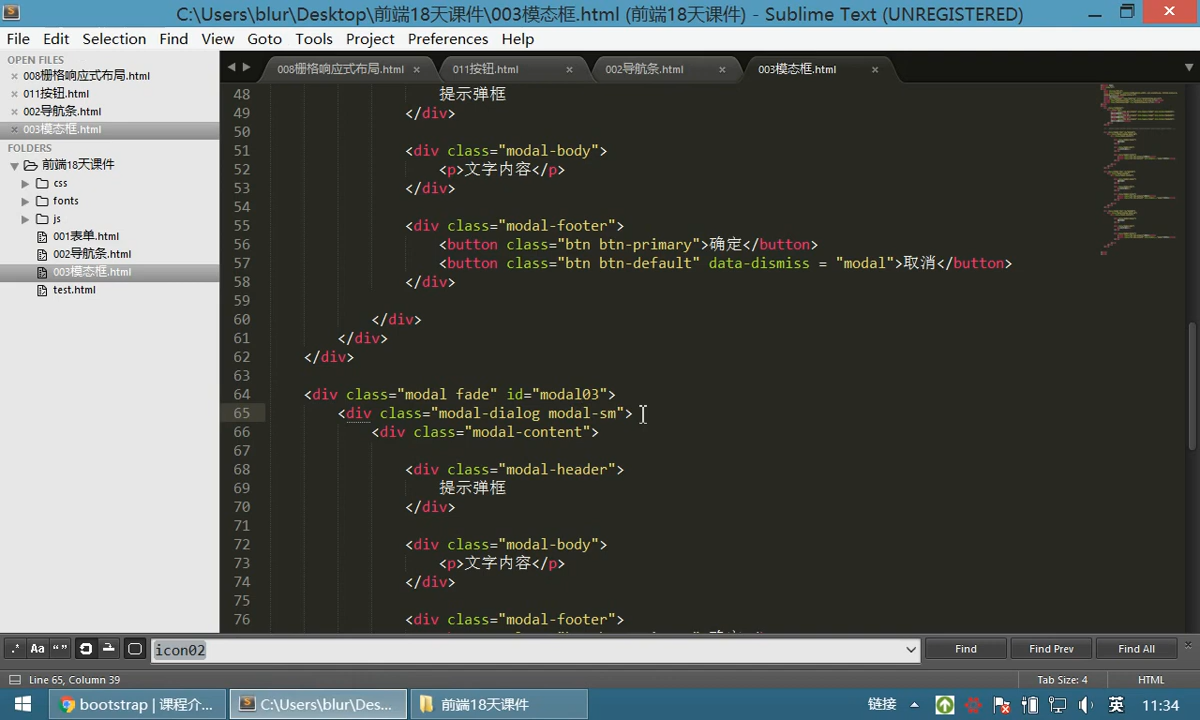 C:\Users\blur\Desktop\前端18天课件\003模态框.html (前端18天课件) - Sublime Text (UNREGISTERED)
File Edit Selection Find View Goto Tools Project Preferences Help
OPEN FILES
008栅格响应式布局.html
011按钮.html
002导航条.html
003模态框.html
FOLDERS
前端18天课件
css
fonts
js
001表单.html
002导航条.html
003模态框.html
test.html
008栅格响应式布局.html 011按钮.html 002导航条.html 003模态框.html
48 提示弹框
49 </div>
50
51 <div class="modal-body">
52 <p>文字内容</p>
53 </div>
54
55 <div class="modal-footer">
56 <button class="btn btn-primary">确定</button>
57 <button class="btn btn-default" data-dismiss = "modal">取消</button>
58 </div>
59
60 </div>
61 </div>
62 </div>
63
64 <div class="modal fade" id="modal03">
65 <div class="modal-dialog modal-sm">
66 <div class="modal-content">
67
68 <div class="modal-header">
69 提示弹框
70 </div>
71
72 <div class="modal-body">
73 <p>文字内容</p>
74 </div>
75
76 <div class="modal-footer">
.* Aa “” icon02 Find Find Prev Find All
Line 65, Column 39 Tab Size: 4 HTML
bootstrap | 课程介... C:\Users\blur\Des... 前端18天课件 链接 英 11:34